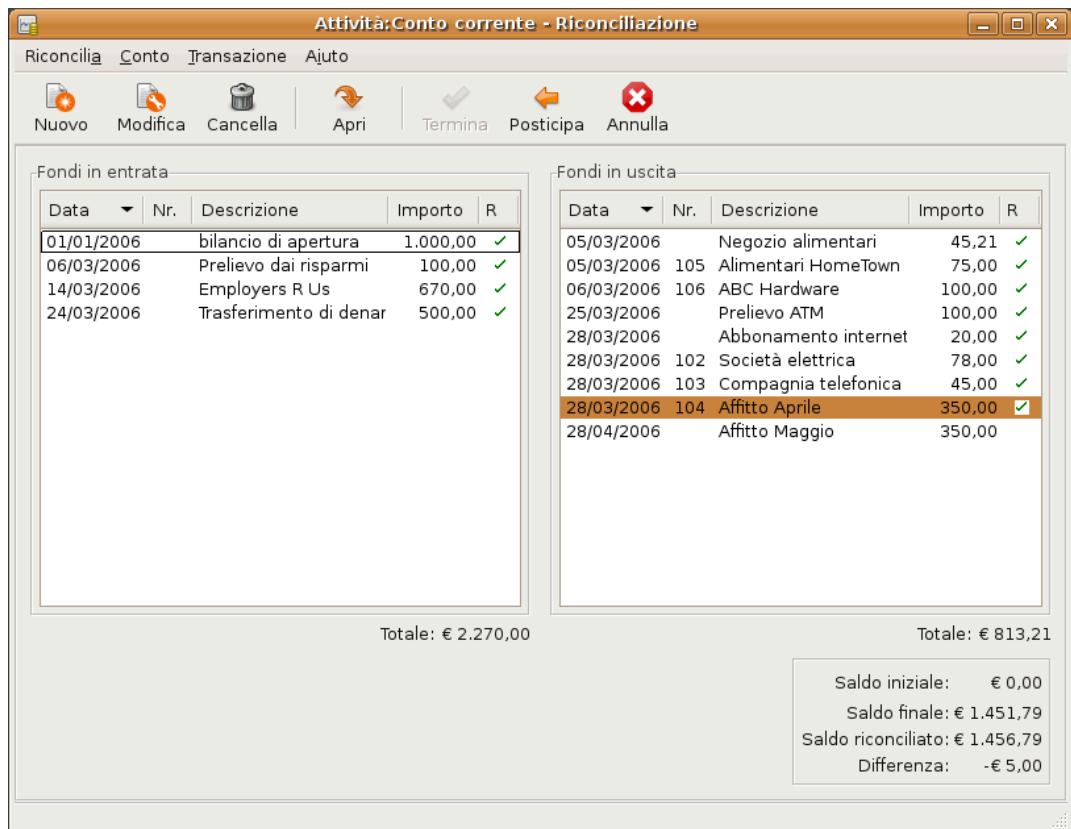 Attività:Conto corrente - Riconciliazione
Riconcilia Conto Transazione Aiuto
Nuovo Modifica Cancella Apri Termina Posticipa Annulla
Fondi in entrata
Data Nr. Descrizione Importo R
01/01/2006 bilancio di apertura 1.000,00
06/03/2006 Prelievo dai risparmi 100,00
14/03/2006 Employers R Us 670,00
24/03/2006 Trasferimento di denar 500,00
Totale: € 2.270,00
Fondi in uscita
Data Nr. Descrizione Importo R
05/03/2006 Negozio alimentari 45,21
05/03/2006 105 Alimentari HomeTown 75,00
06/03/2006 106 ABC Hardware 100,00
25/03/2006 Prelievo ATM 100,00
28/03/2006 Abbonamento internet 20,00
28/03/2006 102 Società elettrica 78,00
28/03/2006 103 Compagnia telefonica 45,00
28/03/2006 104 Affitto Aprile 350,00
28/04/2006 Affitto Maggio 350,00
Totale: € 813,21
Saldo iniziale: € 0,00
Saldo finale: € 1.451,79
Saldo riconciliato: € 1.456,79
Differenza: -€ 5,00